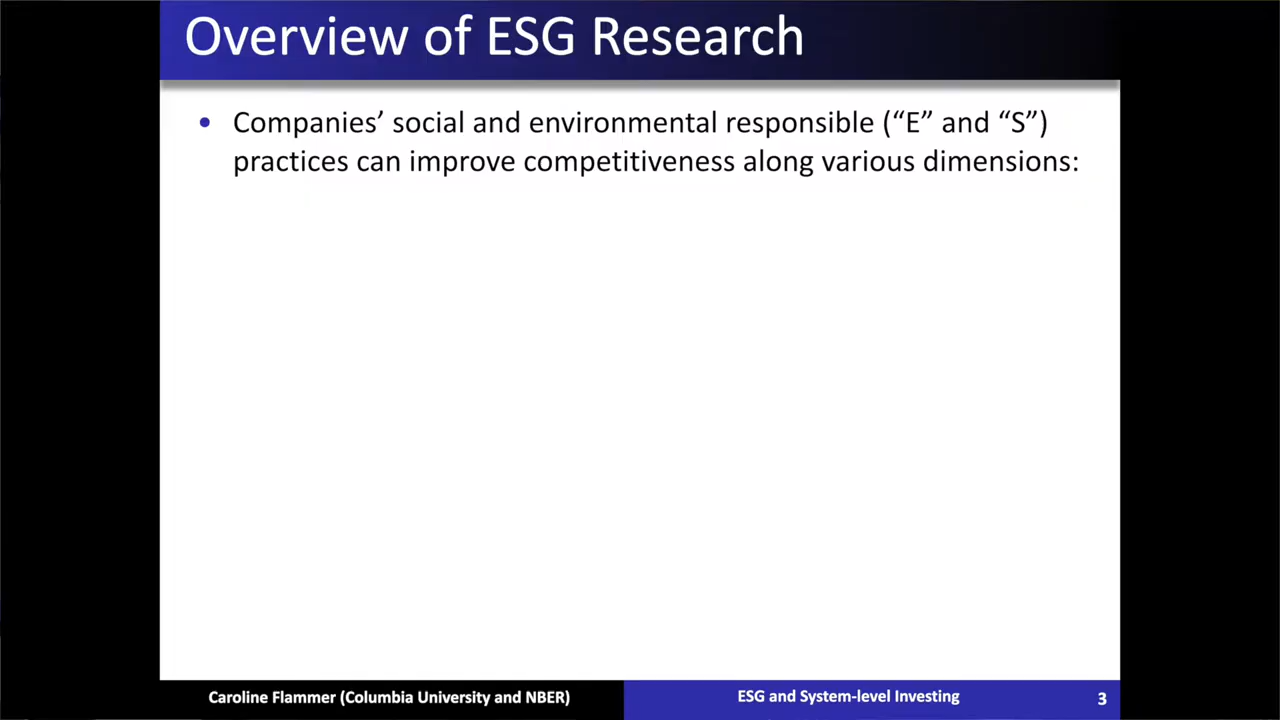 Overview of ESG Research
• Companies’ social and environmental responsible (“E” and “S”)
practices can improve competitiveness along various dimensions:
Caroline Flammer (Columbia University and NBER)
ESG and System-level Investing
3